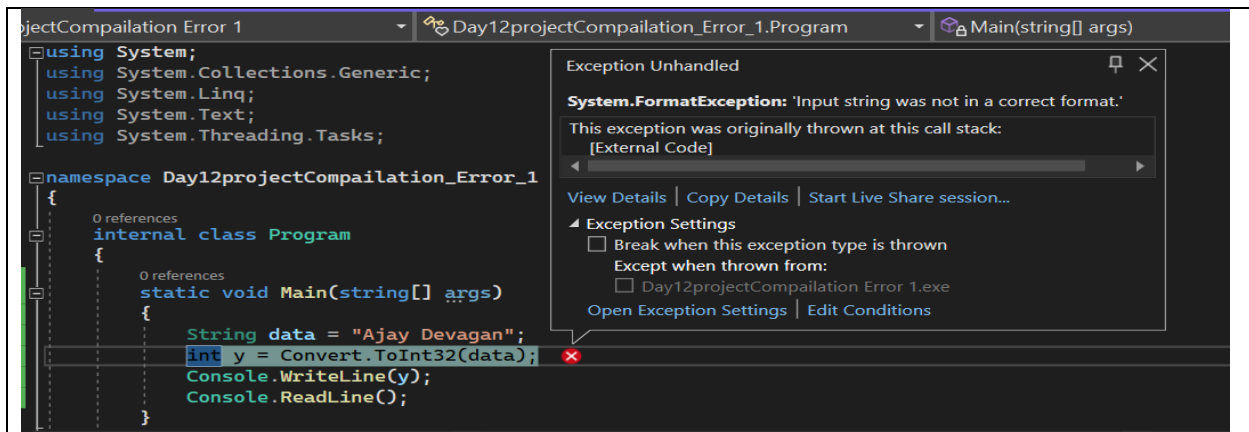 ojectCompailation Error 1
Day12projectCompailation_Error_1.Program
Main(string[] args)
using System;
using System.Collections.Generic;
using System.Linq;
using System.Text;
using System.Threading.Tasks;
namespace Day12projectCompailation_Error_1
{
0 references
internal class Program
{
0 references
static void Main(string[] args)
{
String data = "Ajay Devagan";
int y = Convert.ToInt32(data);
Console.WriteLine(y);
Console.ReadLine();
}
Exception Unhandled
System.FormatException: 'Input string was not in a correct format.'
This exception was originally thrown at this call stack:
[External Code]
View Details | Copy Details | Start Live Share session...
Exception Settings
Break when this exception type is thrown
Except when thrown from:
Day12projectCompailation Error 1.exe
Open Exception Settings | Edit Conditions